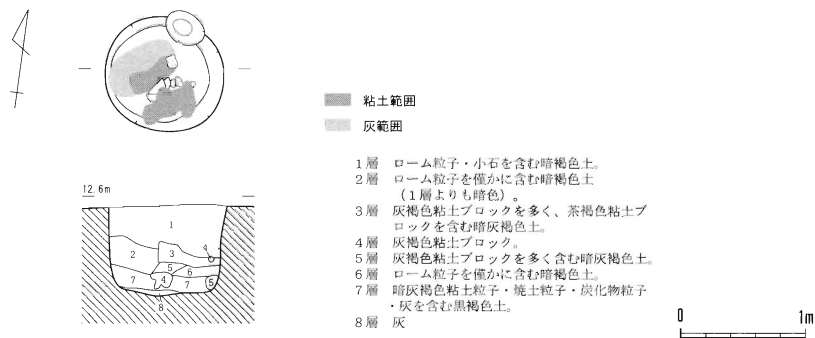 粘土範囲
灰範囲
1層 ローム粒子・小石を含む暗褐色土。
2層 ローム粒子を僅かに含む暗褐色土
（1層よりも暗色）。
3層 灰褐色粘土ブロックを多く、茶褐色粘土ブ
ロックを含む暗灰褐色土。
4層 灰褐色粘土ブロック。
5層 灰褐色粘土ブロックを多く含む暗灰褐色土。
6層 ローム粒子を僅かに含む暗褐色土。
7層 暗灰褐色粘土粒子・焼土粒子・炭化物粒子
・灰を含む黒褐色土。
8層 灰
12.6m
1
2
3
4
5
6
7
4
7
5
8
0 1m